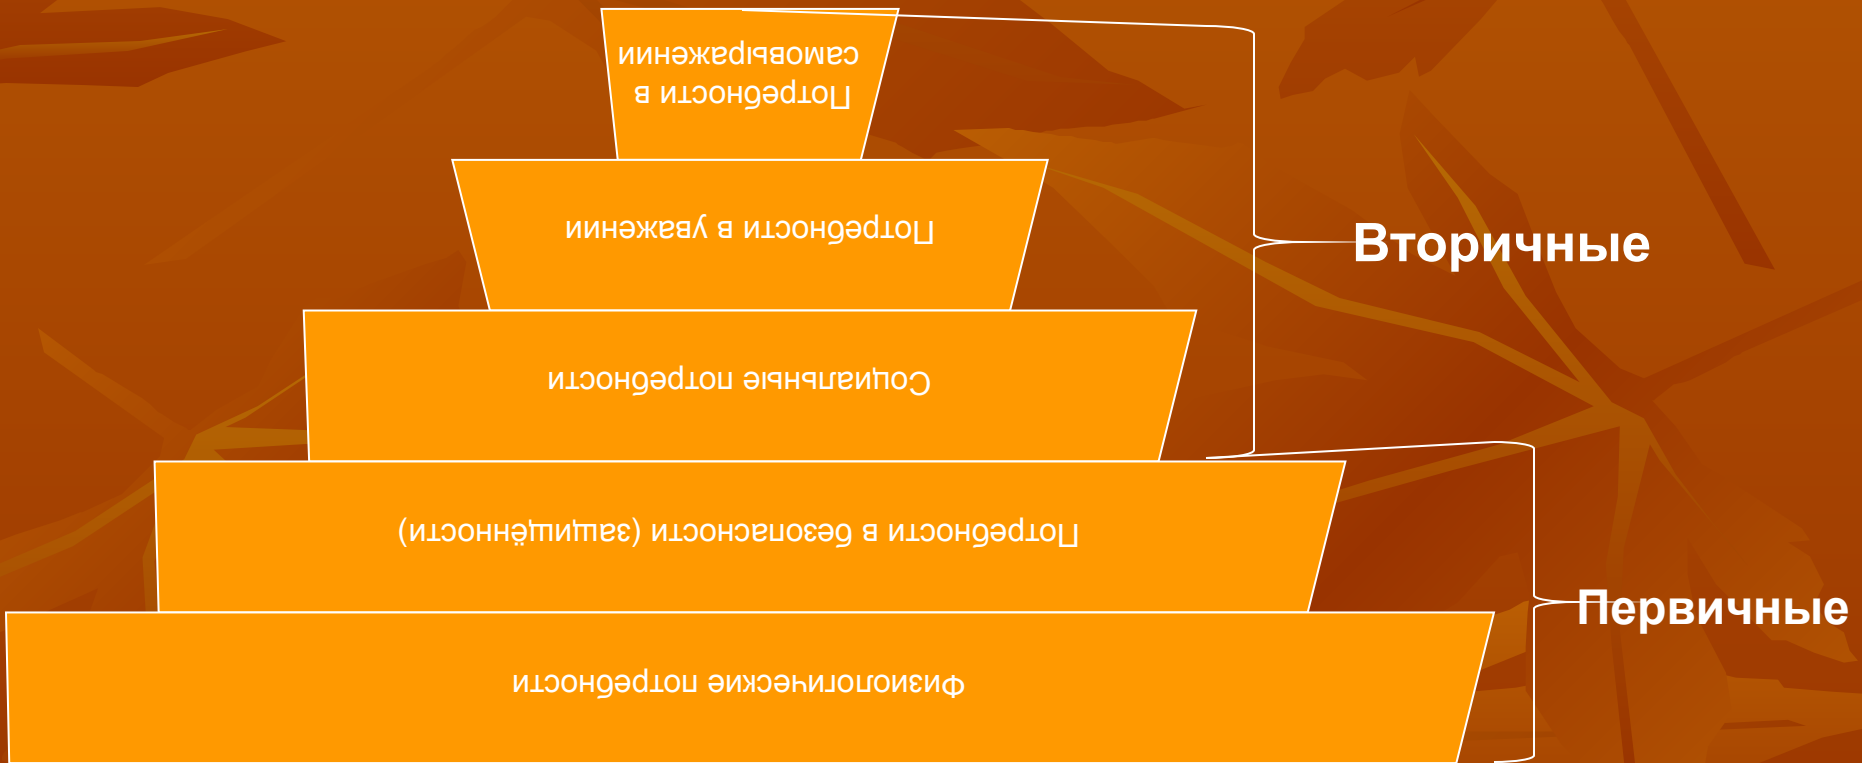 Потребности в
самовыражении
Потребности в уважении
Социальные потребности
Потребности в безопасности (защищённости)
Физиологические потребности
Вторичные
Первичные